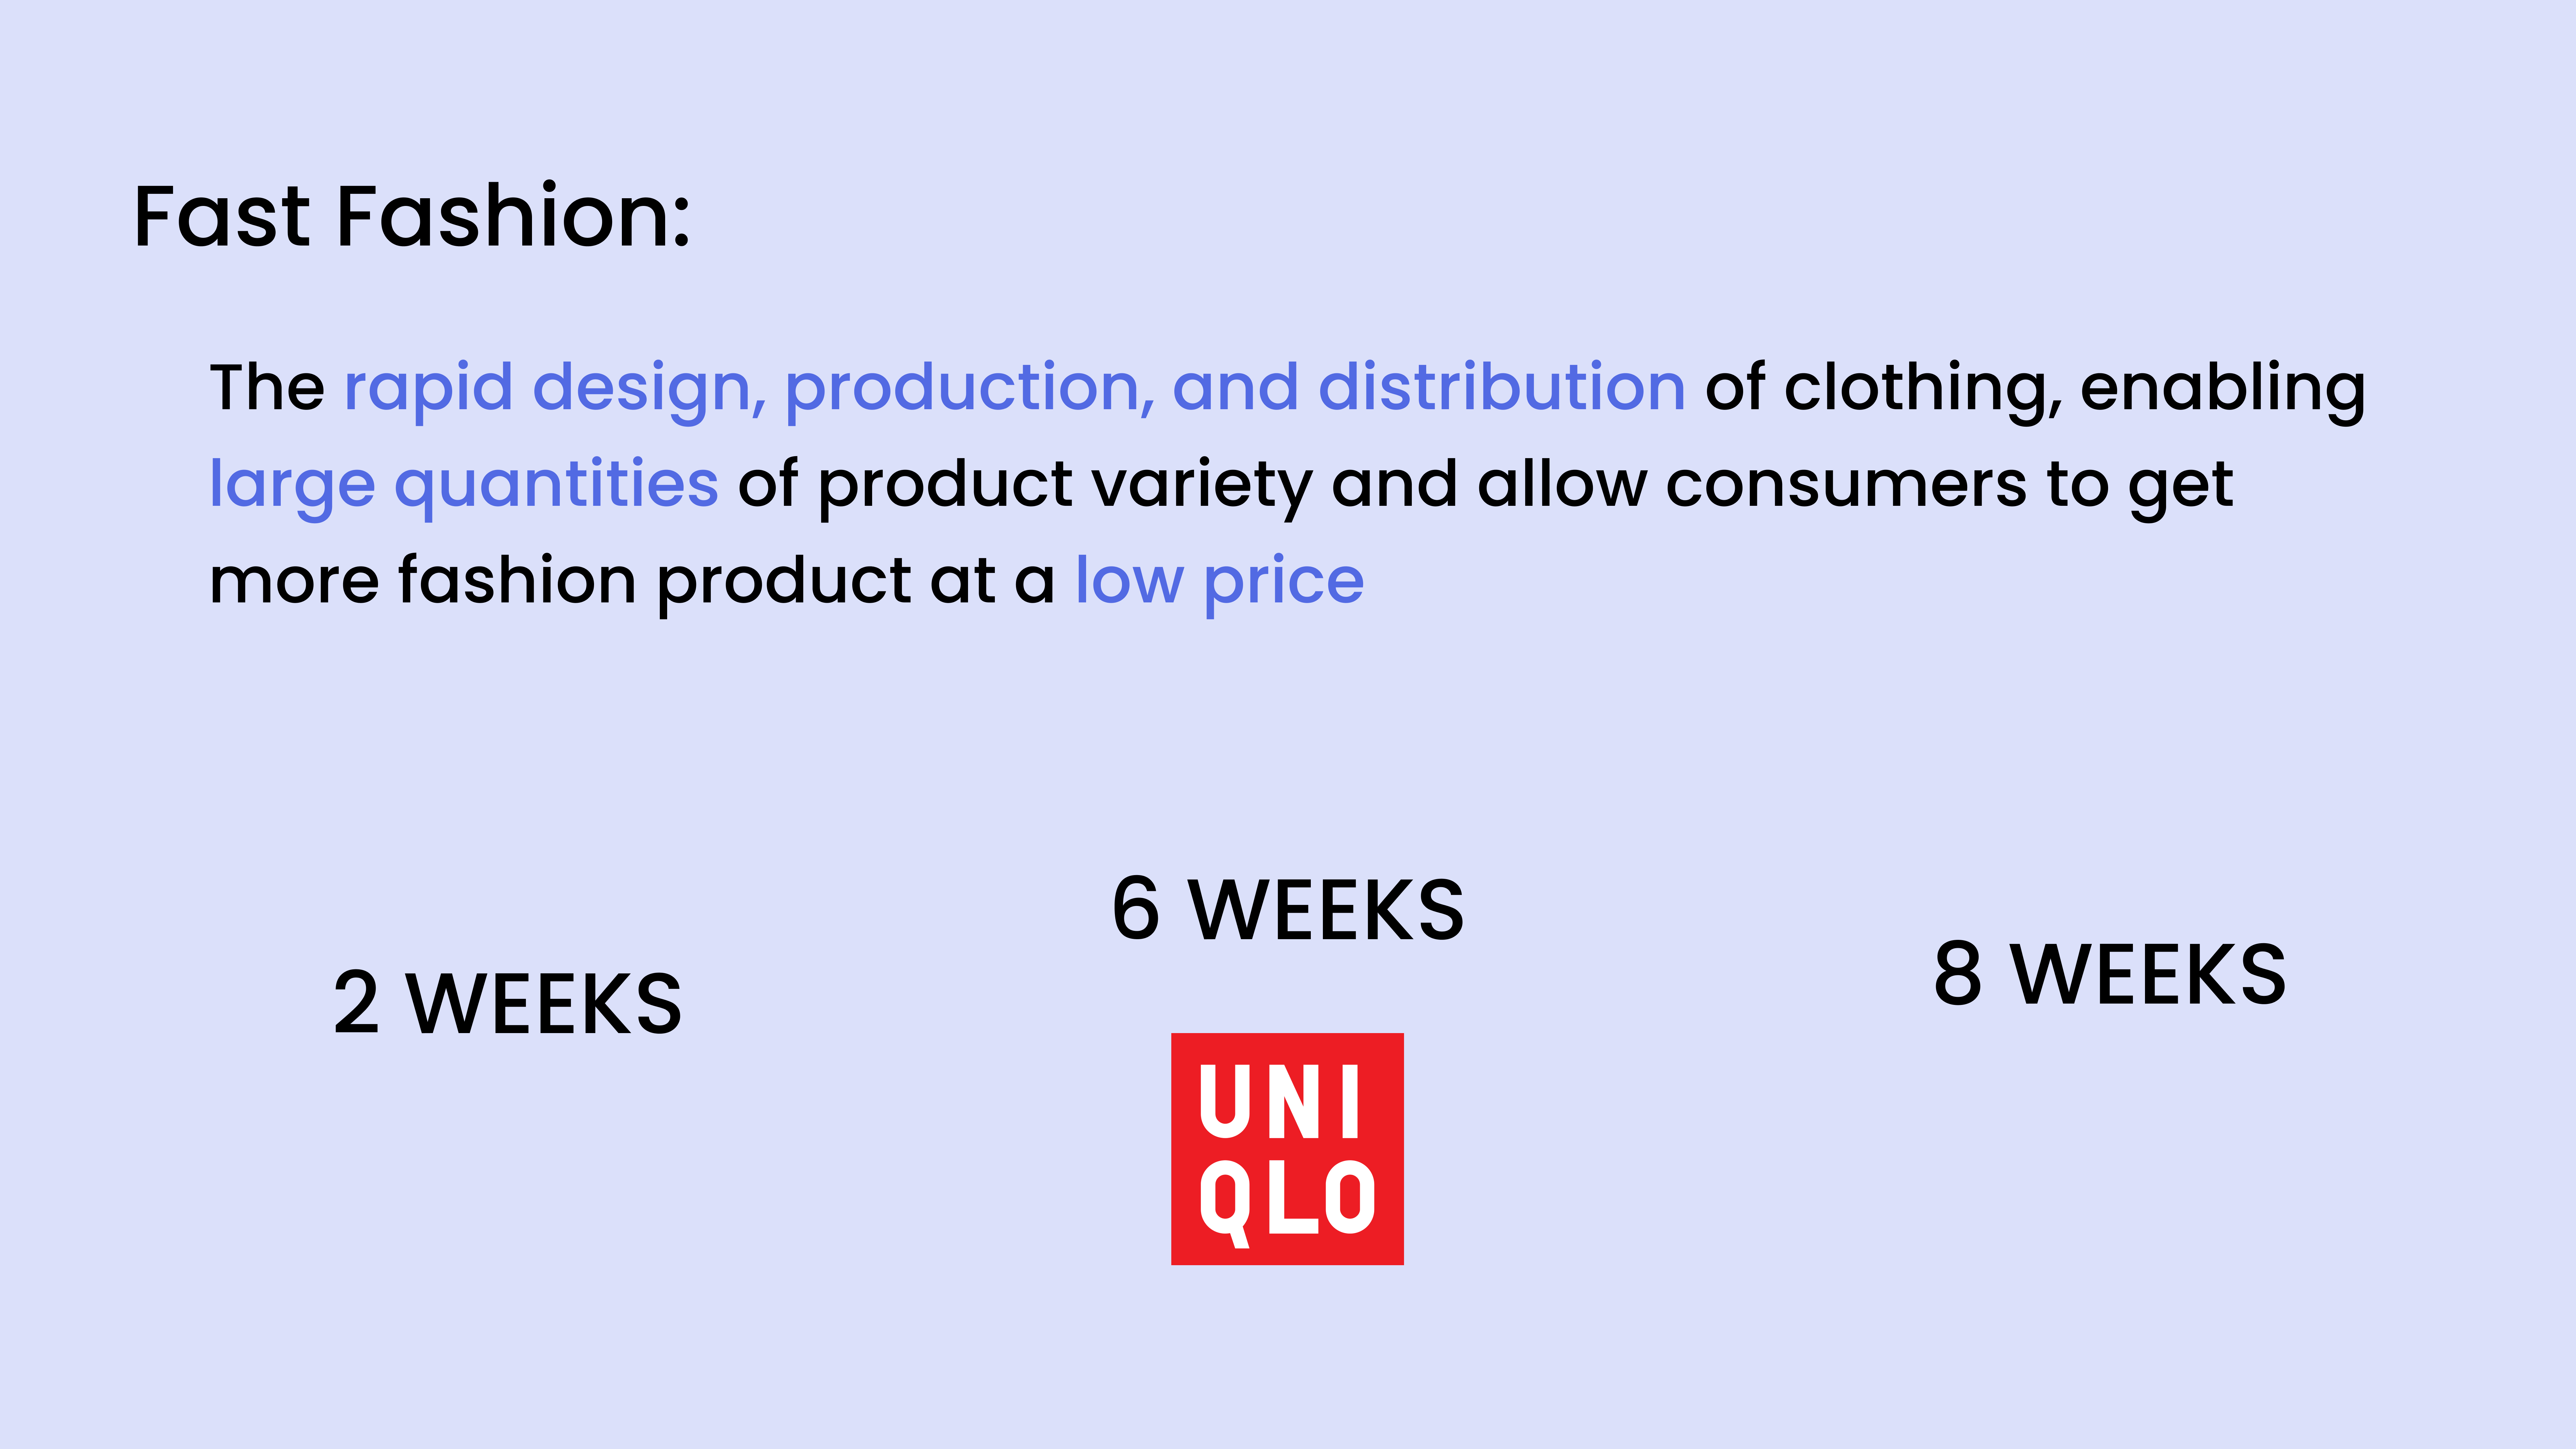 Fast Fashion:
The rapid design, production, and distribution of clothing, enabling
large quantities of product variety and allow consumers to get
more fashion product at a low price
6 WEEKS
8 WEEKS
2 WEEKS
UNI
QLO